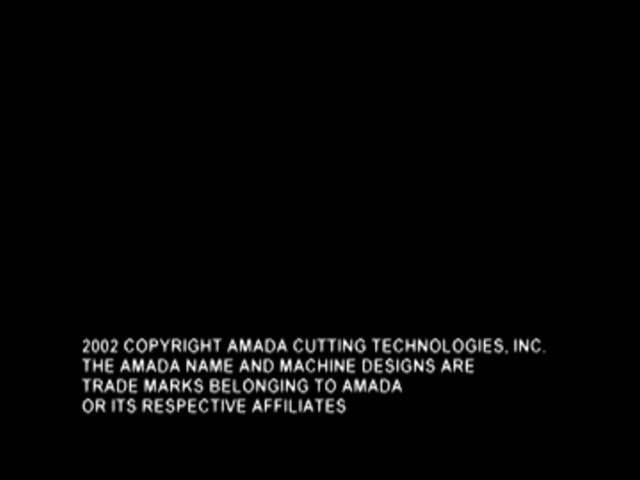 2002 COPYRIGHT AMADA CUTTING TECHNOLOGIES, INC.
THE AMADA NAME AND MACHINE DESIGNS ARE
TRADE MARKS BELONGING TO AMADA
OR ITS RESPECTIVE AFFILIATES